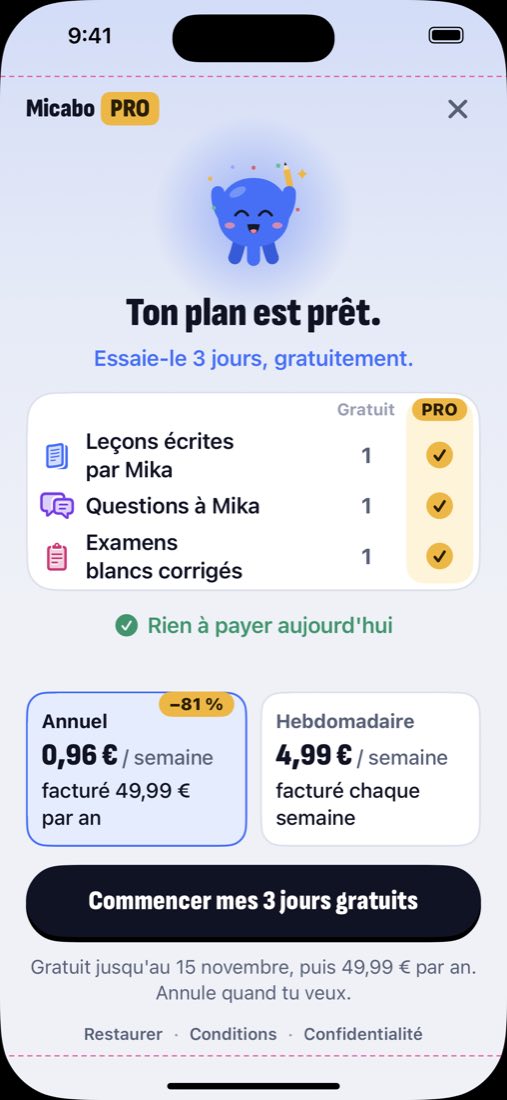 9:41
Micabo PRO
Ton plan est prêt.
Essaie-le 3 jours, gratuitement.
Gratuit PRO
Leçons écrites
par Mika
1
Questions à Mika 1
Examens
blancs corrigés
1
Rien à payer aujourd'hui
–81 %
Annuel
0,96 € / semaine
facturé 49,99 €
par an
Hebdomadaire
4,99 € / semaine
facturé chaque
semaine
Commencer mes 3 jours gratuits
Gratuit jusqu'au 15 novembre, puis 49,99 € par an.
Annule quand tu veux.
Restaurer · Conditions · Confidentialité